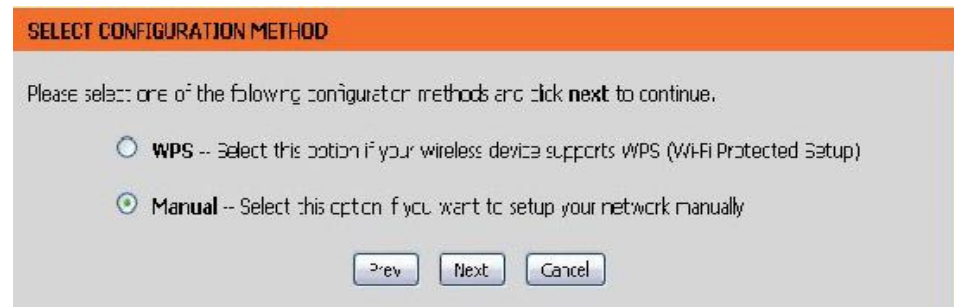 SELECT CONFIGURATION METHOD
Please select one of the following configuration methods and click next to continue.
WPS -- Select this option if your wireless device supports WPS (Wi-Fi Protected Setup)
Manual -- Select this option if you want to setup your network manually
Prev Next Cancel